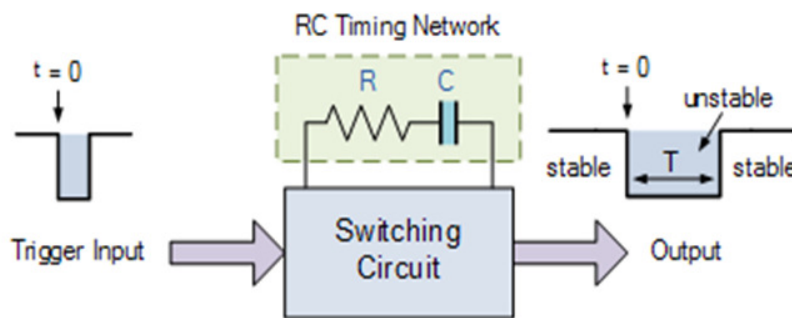 RC Timing Network
t = 0
R
C
t = 0
unstable
stable
T
stable
Trigger Input
Switching
Circuit
Output